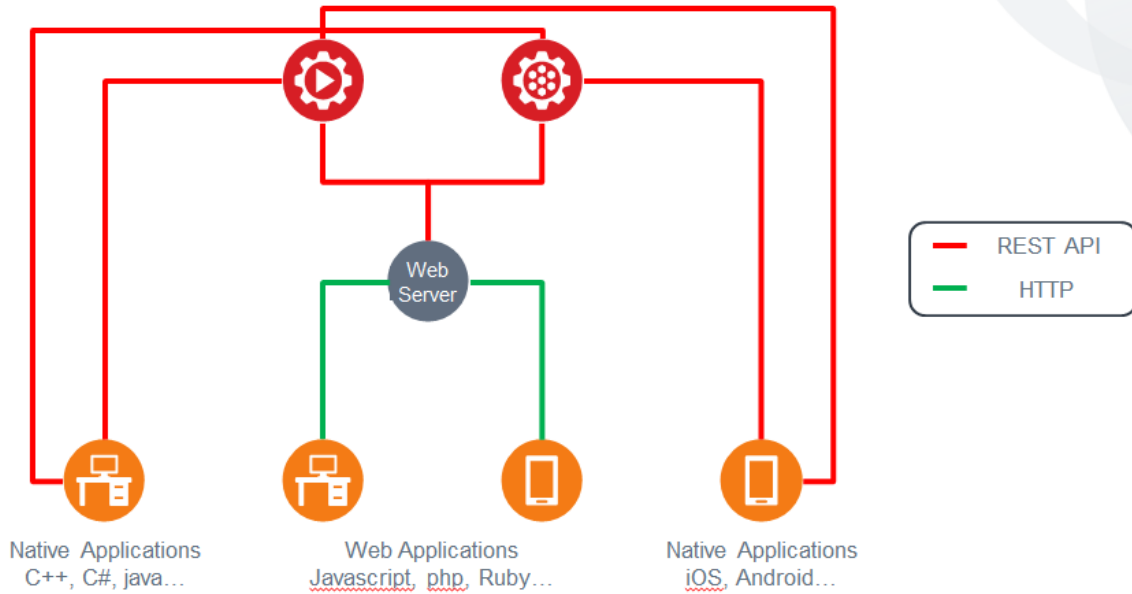 Web
Server
REST API
HTTP
Native Applications
C++, C#, java...
Web Applications
Javascript, php, Ruby...
Native Applications
iOS, Android...